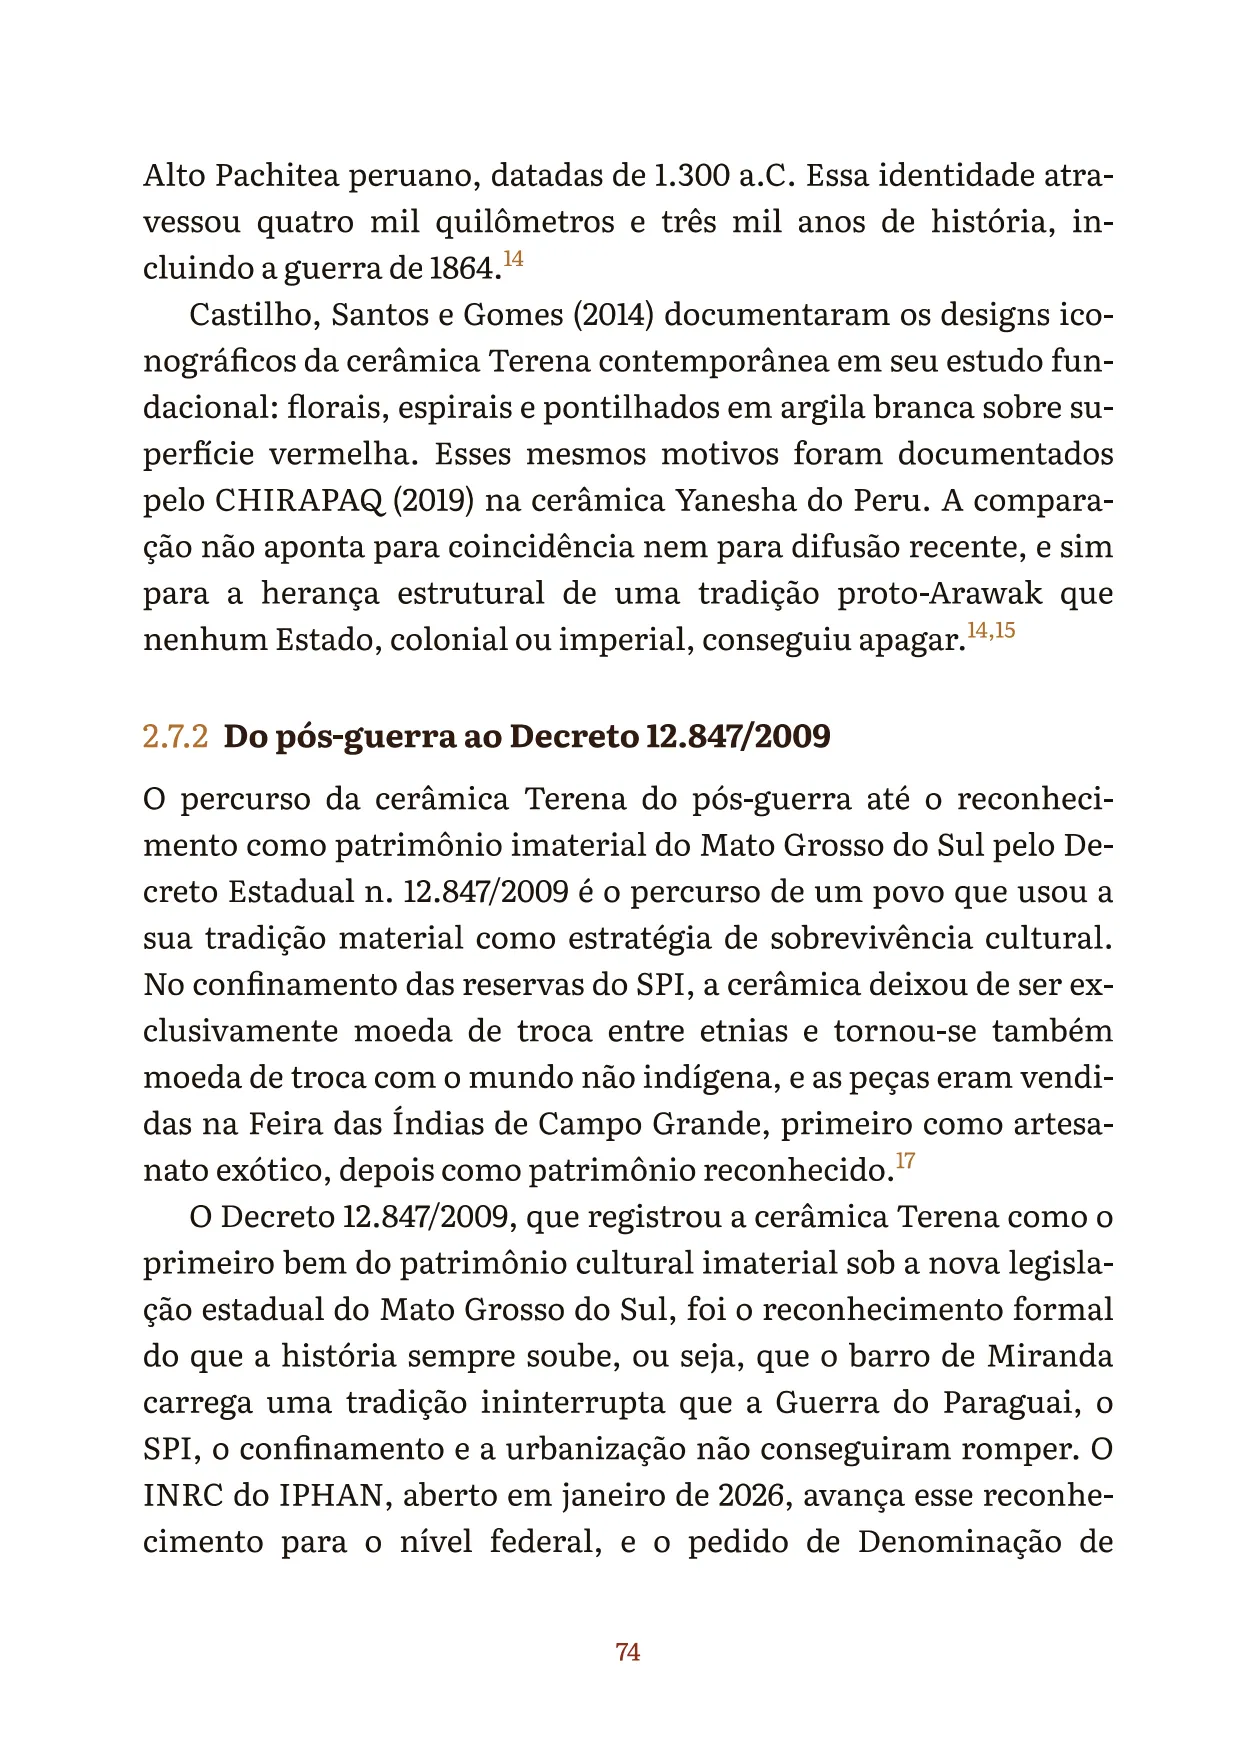 Alto Pachitea peruano, datadas de 1.300 a.C. Essa identidade atra-
vessou quatro mil quilômetros e três mil anos de história, in-
cluindo a guerra de 1864.14
Castilho, Santos e Gomes (2014) documentaram os designs ico-
nográficos da cerâmica Terena contemporânea em seu estudo fun-
dacional: florais, espirais e pontilhados em argila branca sobre su-
perfície vermelha. Esses mesmos motivos foram documentados
pelo CHIRAPAQ (2019) na cerâmica Yanesha do Peru. A compara-
ção não aponta para coincidência nem para difusão recente, e sim
para a herança estrutural de uma tradição proto-Arawak que
nenhum Estado, colonial ou imperial, conseguiu apagar.14,15
2.7.2 Do pós-guerra ao Decreto 12.847/2009
O percurso da cerâmica Terena do pós-guerra até o reconheci-
mento como patrimônio imaterial do Mato Grosso do Sul pelo De-
creto Estadual n. 12.847/2009 é o percurso de um povo que usou a
sua tradição material como estratégia de sobrevivência cultural.
No confinamento das reservas do SPI, a cerâmica deixou de ser ex-
clusivamente moeda de troca entre etnias e tornou-se também
moeda de troca com o mundo não indígena, e as peças eram vendi-
das na Feira das Índias de Campo Grande, primeiro como artesa-
nato exótico, depois como patrimônio reconhecido.17
O Decreto 12.847/2009, que registrou a cerâmica Terena como o
primeiro bem do patrimônio cultural imaterial sob a nova legisla-
ção estadual do Mato Grosso do Sul, foi o reconhecimento formal
do que a história sempre soube, ou seja, que o barro de Miranda
carrega uma tradição ininterrupta que a Guerra do Paraguai, o
SPI, o confinamento e a urbanização não conseguiram romper. O
INRC do IPHAN, aberto em janeiro de 2026, avança esse reconhe-
cimento para o nível federal, e o pedido de Denominação de
74